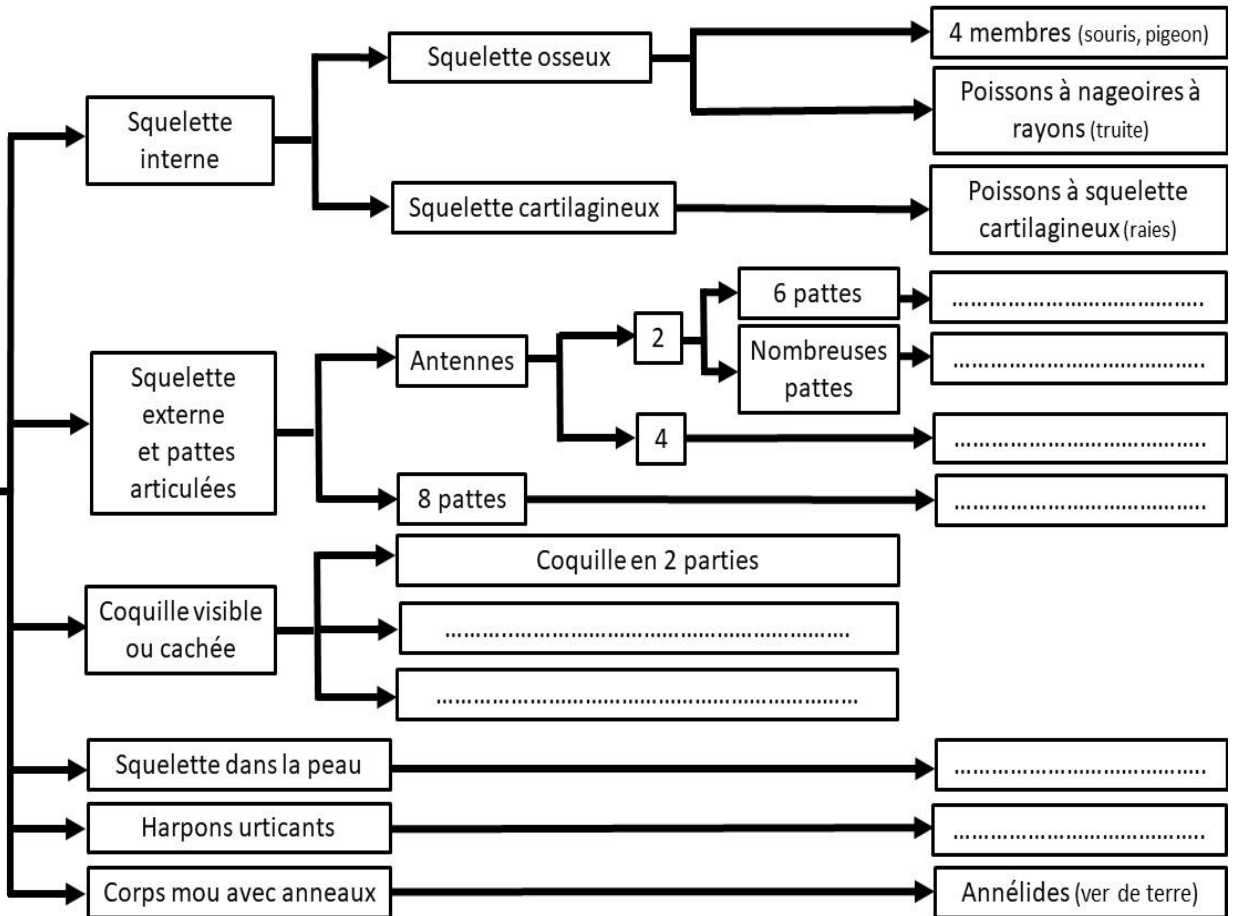 Squelette
interne
Squelette osseux
4 membres (souris, pigeon)
Poissons à nageoires à
rayons (truite)
Squelette cartilagineux
Poissons à squelette
cartilagineux (raies)
Squelette
externe
et pattes
articulées
Antennes
2
6 pattes
…………………………………..
Nombreuses
pattes
…………………………………..
4
…………………………………..
8 pattes
…………………………………..
Coquille visible
ou cachée
Coquille en 2 parties
………..………………………………………………….
……………………………………………………………
Squelette dans la peau
…………………………………..
Harpons urticants
…………………………………..
Corps mou avec anneaux
Annélides (ver de terre)